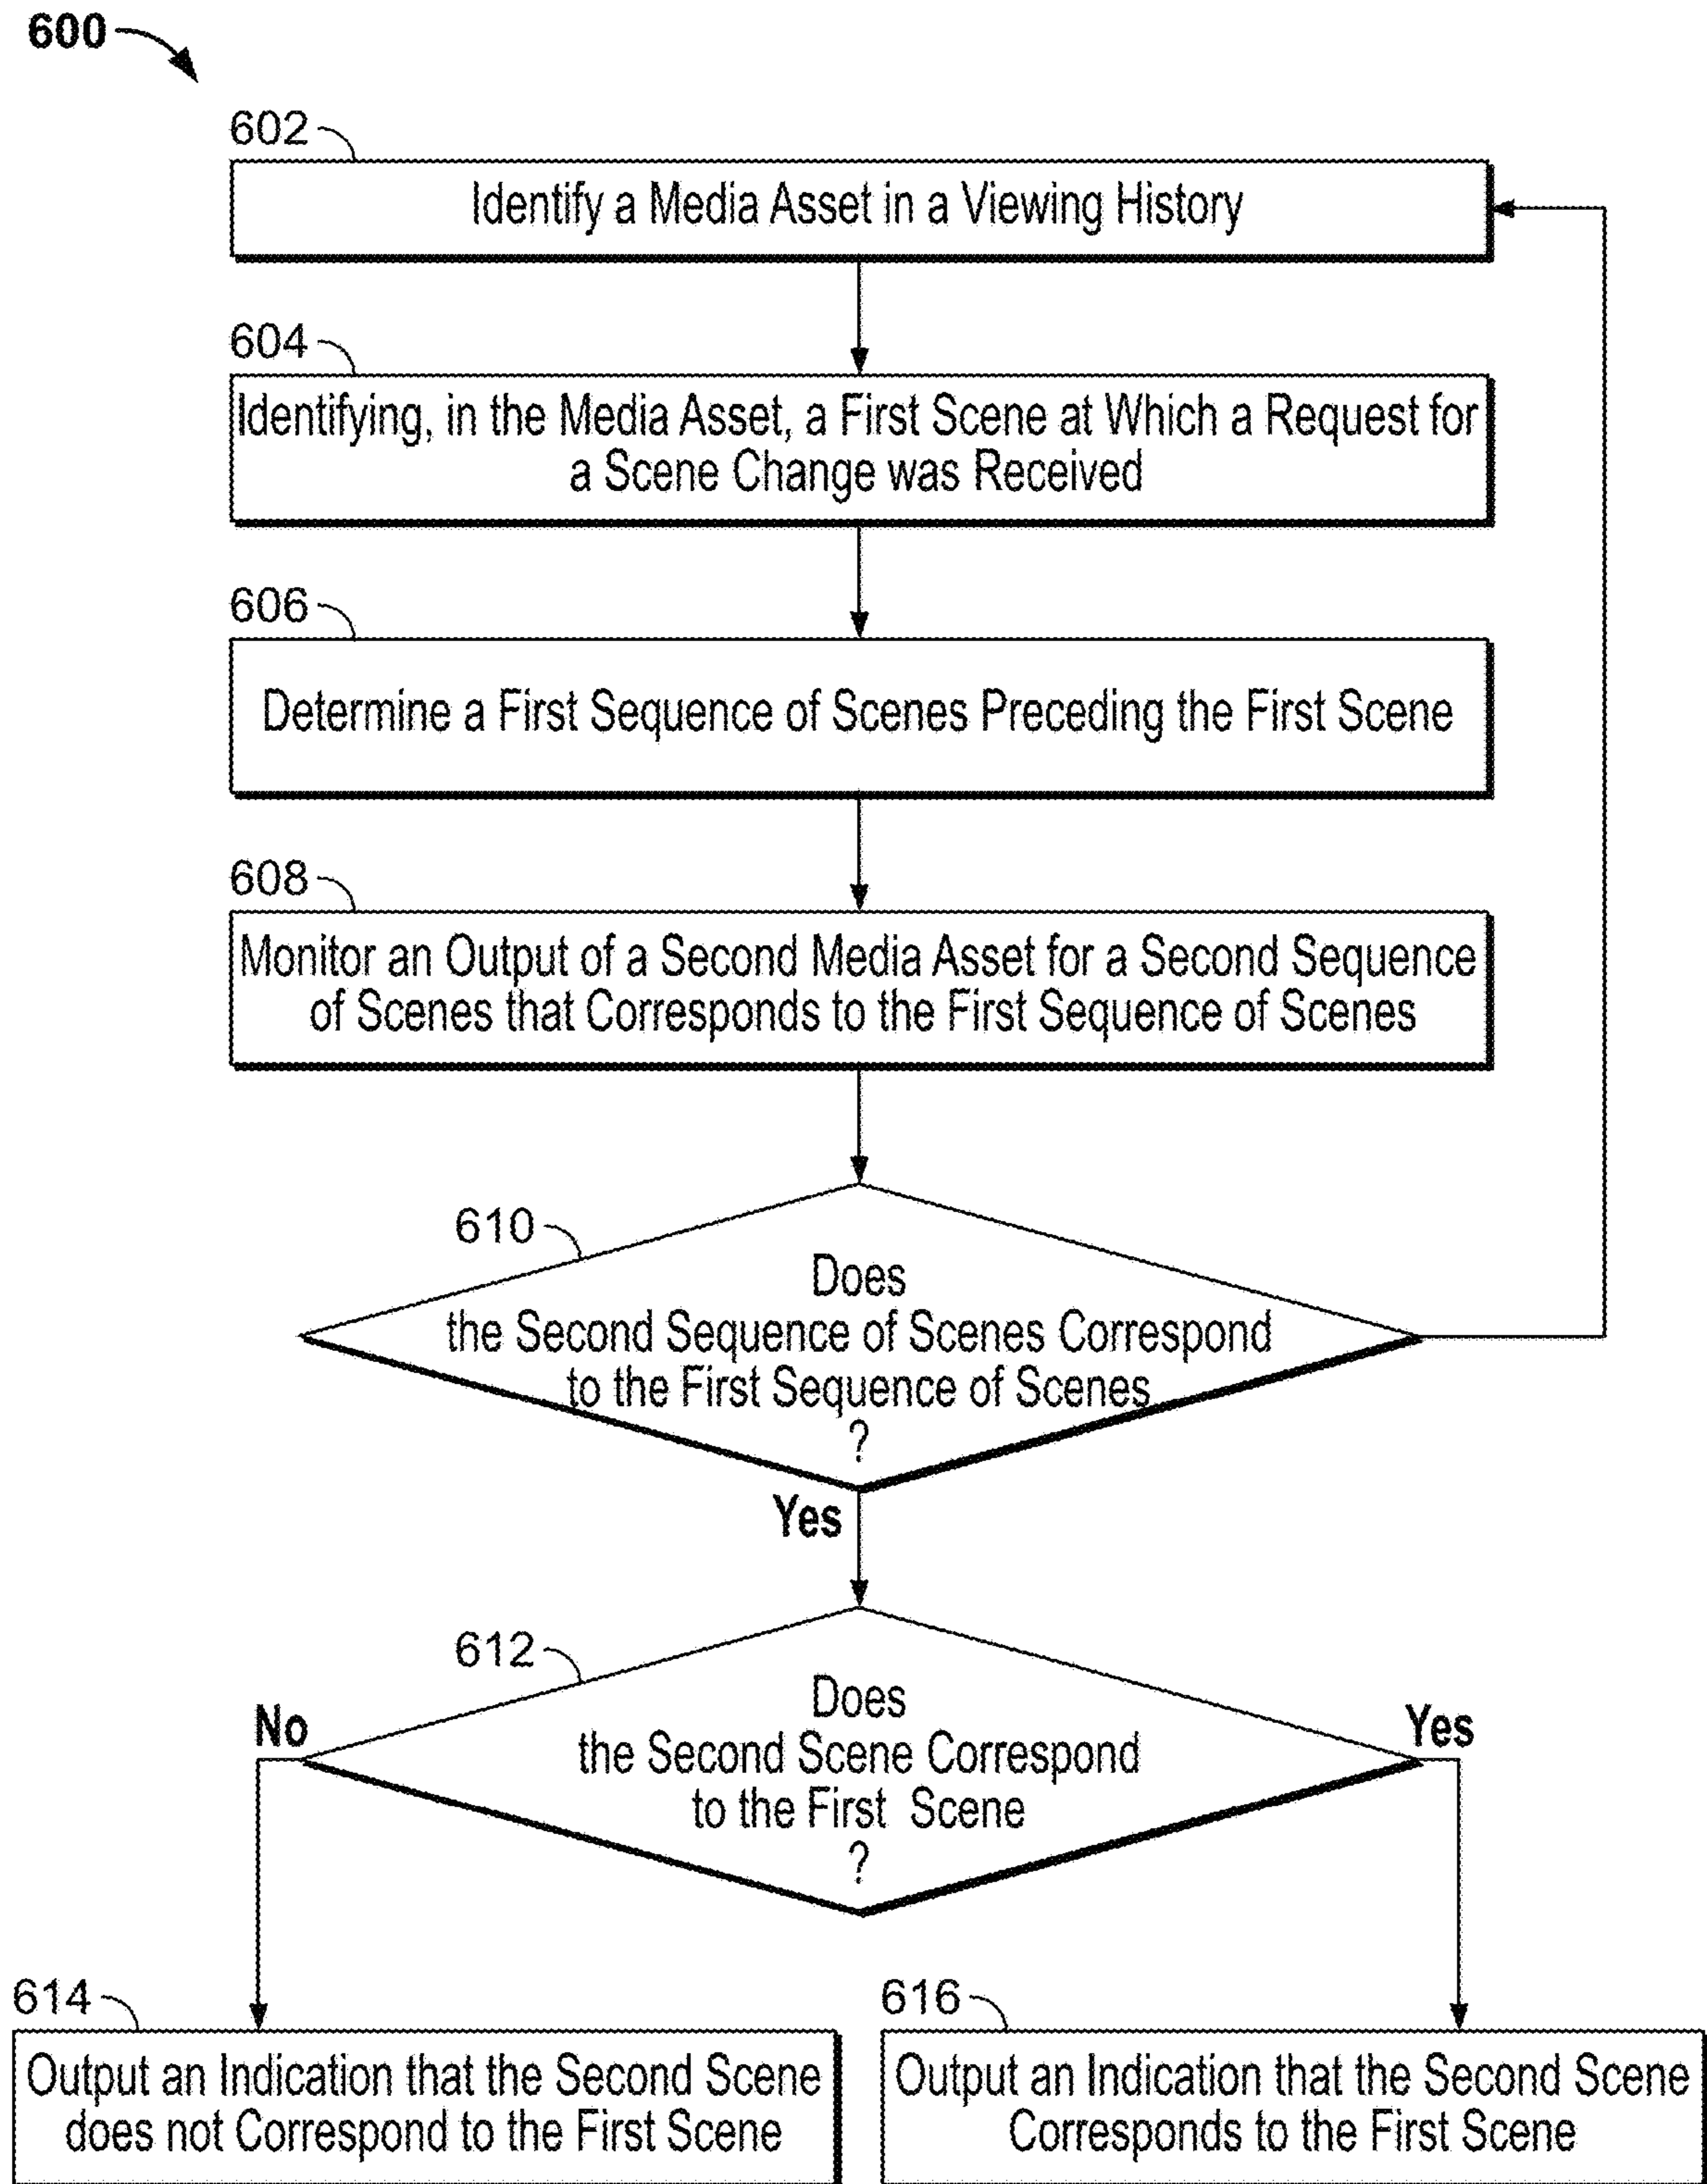 600
602
Identify a Media Asset in a Viewing History
604
Identifying, in the Media Asset, a First Scene at Which a Request for
a Scene Change was Received
606
Determine a First Sequence of Scenes Preceding the First Scene
608
Monitor an Output of a Second Media Asset for a Second Sequence
of Scenes that Corresponds to the First Sequence of Scenes
610
Does
the Second Sequence of Scenes Correspond
to the First Sequence of Scenes
?
Yes
612
Does
the Second Scene Correspond
to the First Scene
?
No
Yes
614
Output an Indication that the Second Scene
does not Correspond to the First Scene
616
Output an Indication that the Second Scene
Corresponds to the First Scene